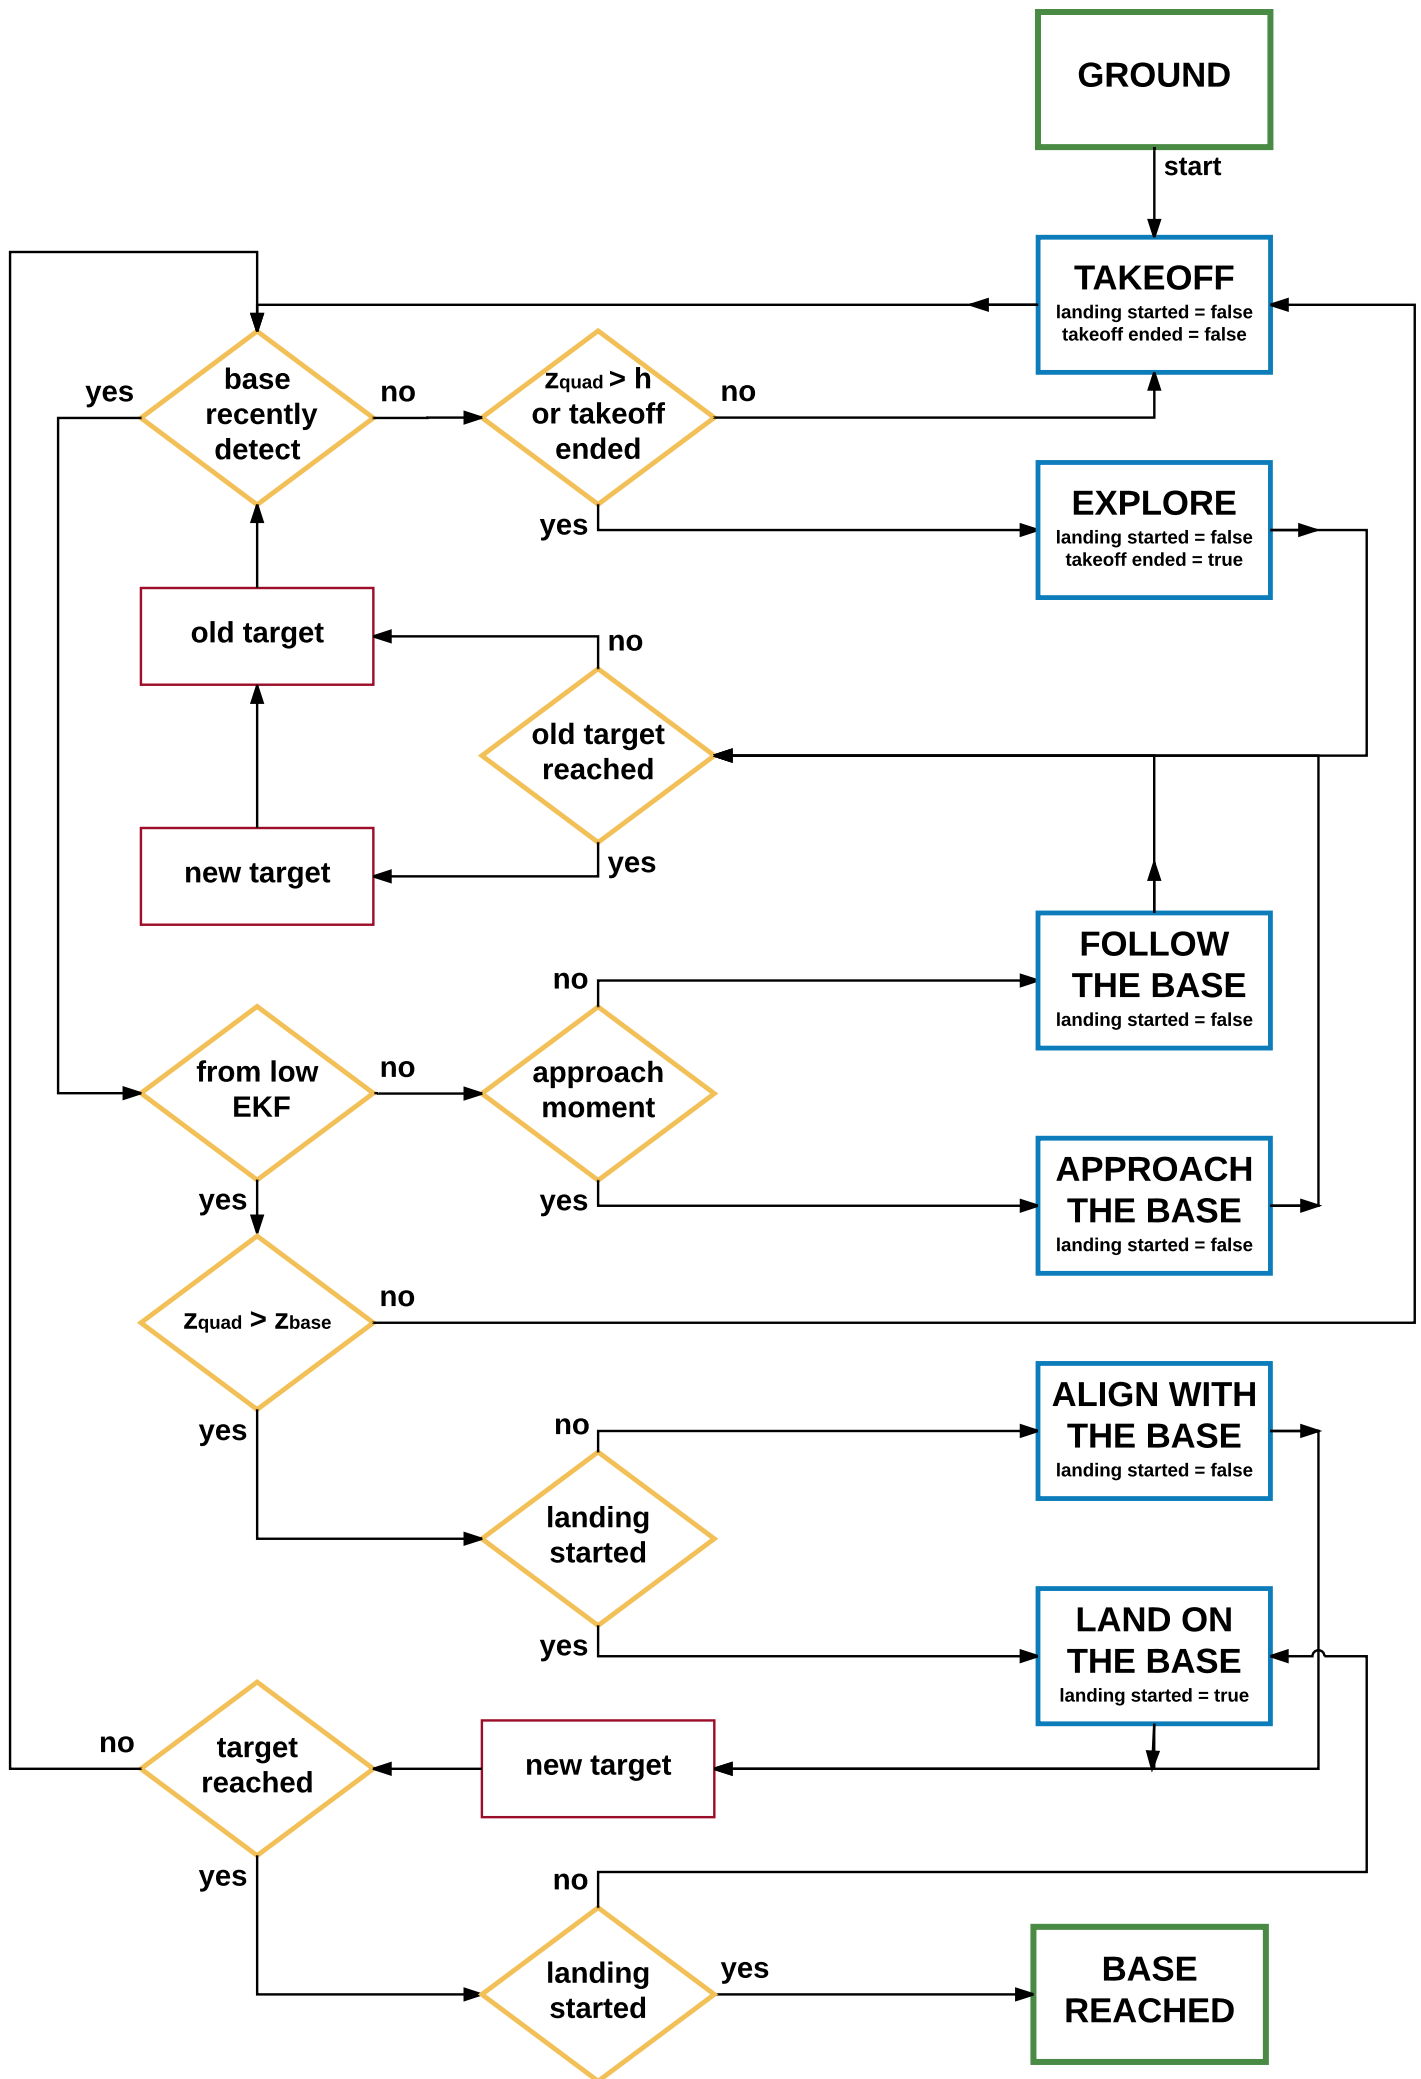 GROUND
start
TAKEOFF
landing started = false
takeoff ended = false
yes
base
recently
detect
no
zquad > h
or takeoff
ended
no
yes
EXPLORE
landing started = false
takeoff ended = true
old target
no
old target
reached
new target
yes
FOLLOW
THE BASE
landing started = false
no
from low
EKF
no
approach
moment
yes
yes
APPROACH
THE BASE
landing started = false
zquad > zbase
no
yes
no
ALIGN WITH
THE BASE
landing started = false
landing
started
yes
LAND ON
THE BASE
landing started = true
no
target
reached
new target
yes
no
landing
started
yes
BASE
REACHED